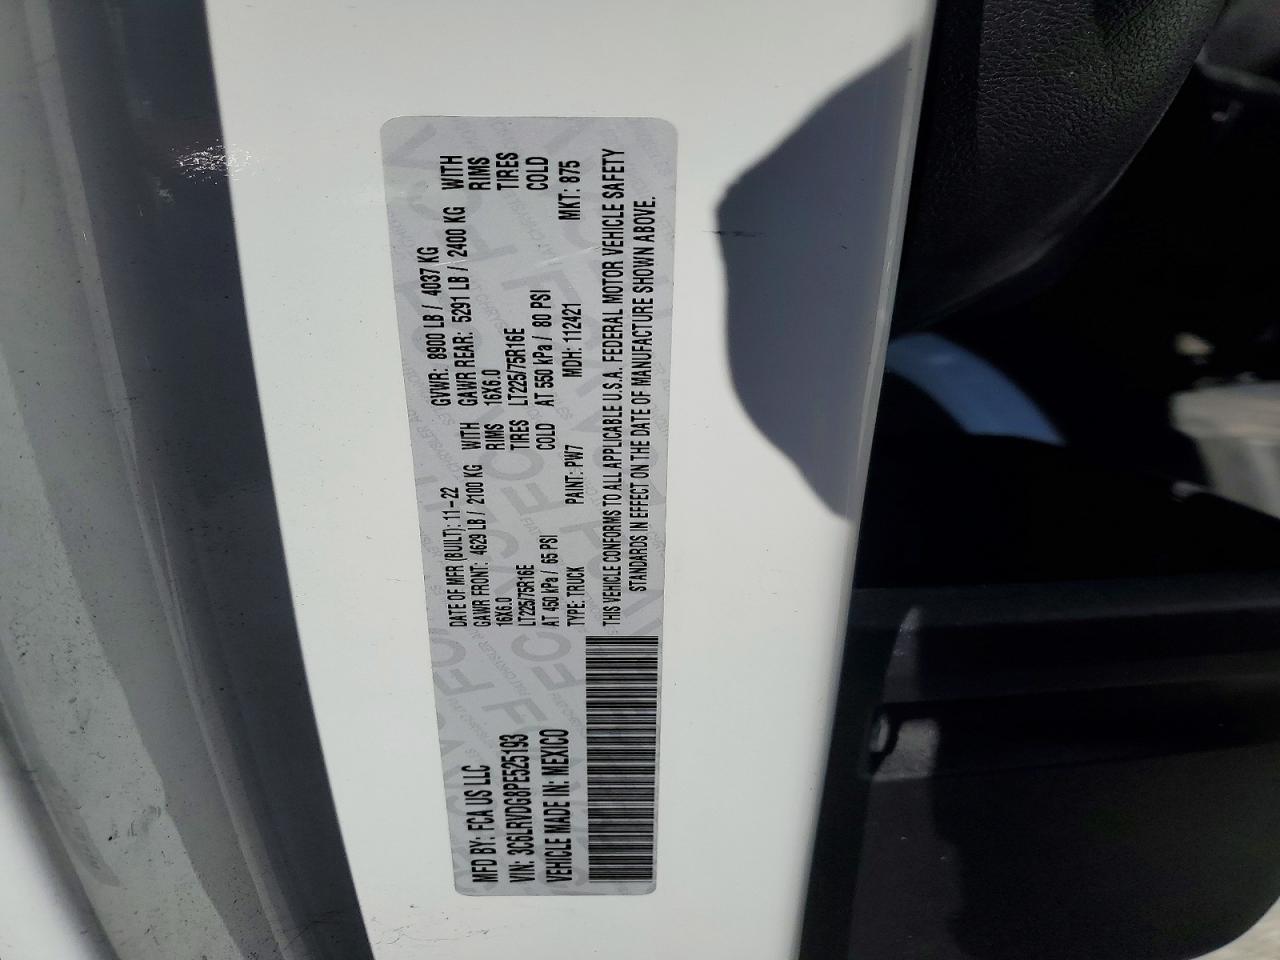 DATE OF MFR (BUILT): 11-22 GVWR: 8900 LB / 4037 KG
GAWR FRONT: 4629 LB / 2100 KG WITH GAWR REAR: 5291 LB / 2400 KG WITH
16X6.0 RIMS 16X6.0 RIMS
LT225/75R16E TIRES LT225/75R16E TIRES
AT 450 kPa / 65 PSI COLD AT 550 kPa / 80 PSI COLD
TYPE: TRUCK PAINT: PW7 MDH: 112421 MKT: 875
MFD BY: FCA US LLC
VIN: 3C6LRVDG8PE525193
VEHICLE MADE IN: MEXICO
THIS VEHICLE CONFORMS TO ALL APPLICABLE U.S.A. FEDERAL MOTOR VEHICLE SAFETY
STANDARDS IN EFFECT ON THE DATE OF MANUFACTURE SHOWN ABOVE.